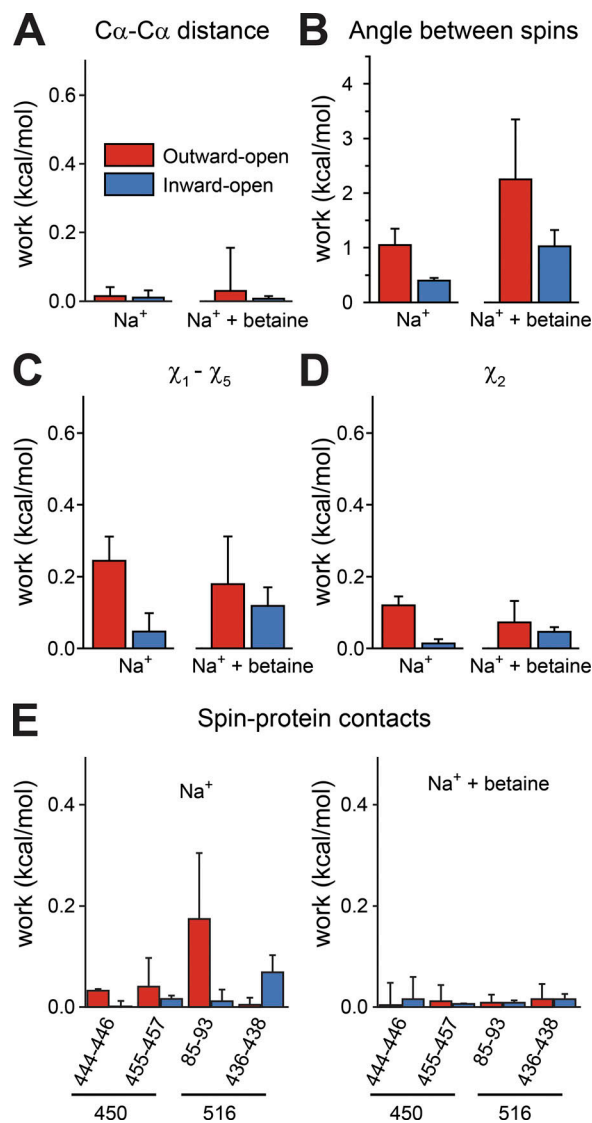 A Cα-Cα distance
work (kcal/mol)
0.6
0.4
0.2
0.0
Outward-open
Inward-open
Na⁺
Na⁺ + betaine
B Angle between spins
work (kcal/mol)
4
3
2
1
0
Na⁺
Na⁺ + betaine
C χ₁ - χ₅
work (kcal/mol)
0.6
0.4
0.2
0.0
Na⁺
Na⁺ + betaine
D χ₂
work (kcal/mol)
0.6
0.4
0.2
0.0
Na⁺
Na⁺ + betaine
E Spin-protein contacts
work (kcal/mol)
0.4
0.2
0.0
Na⁺
444-446
455-457
85-93
436-438
450
516
work (kcal/mol)
0.4
0.2
0.0
Na⁺ + betaine
444-446
455-457
85-93
436-438
450
516